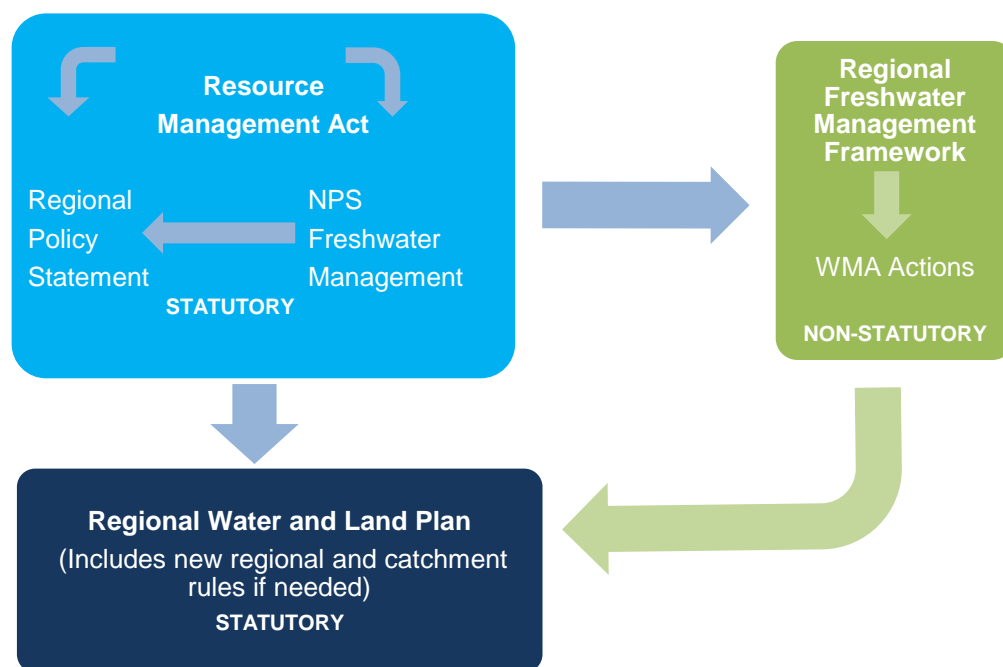 Resource
Management Act
Regional
Policy
Statement
NPS
Freshwater
Management
STATUTORY
Regional
Freshwater
Management
Framework
WMA Actions
NON-STATUTORY
Regional Water and Land Plan
(Includes new regional and catchment
rules if needed)
STATUTORY